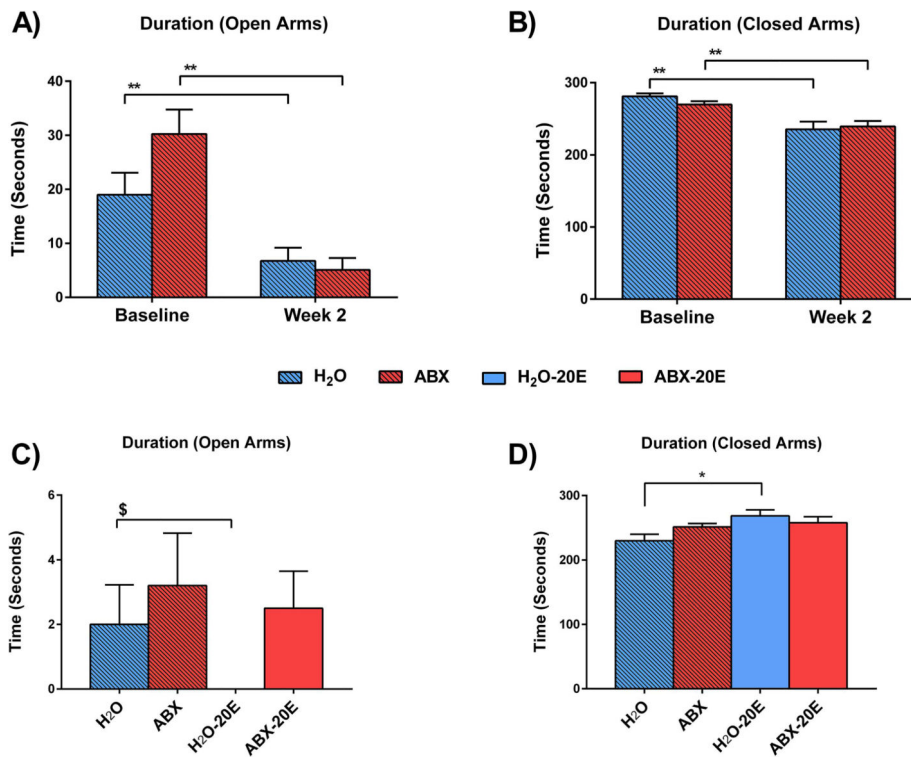 A)
Duration (Open Arms)
**
**
Time (Seconds)
40
30
20
10
0
Baseline
Week 2
B)
Duration (Closed Arms)
**
**
Time (Seconds)
300
200
100
0
Baseline
Week 2
H₂O
ABX
H₂O-20E
ABX-20E
C)
Duration (Open Arms)
$
Time (Seconds)
6
4
2
0
H₂O
ABX
H₂O-20E
ABX-20E
D)
Duration (Closed Arms)
*
Time (Seconds)
300
200
100
0
H₂O
ABX
H₂O-20E
ABX-20E